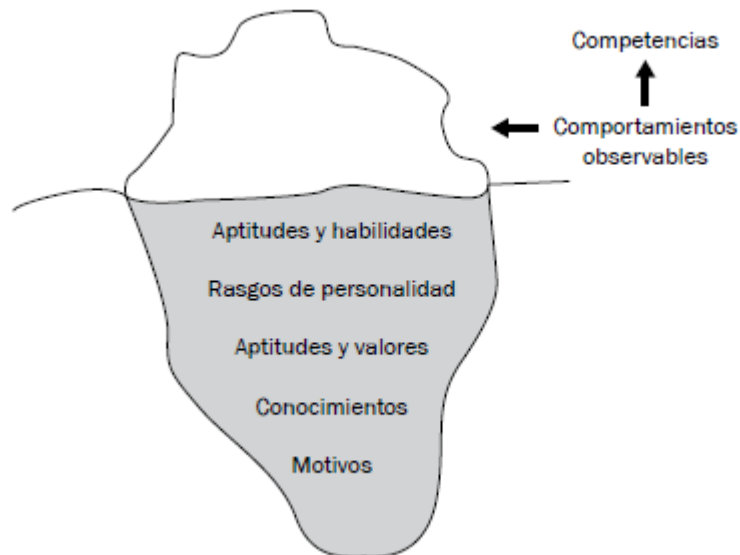 Competencias
Comportamientos
observables
Aptitudes y habilidades
Rasgos de personalidad
Aptitudes y valores
Conocimientos
Motivos